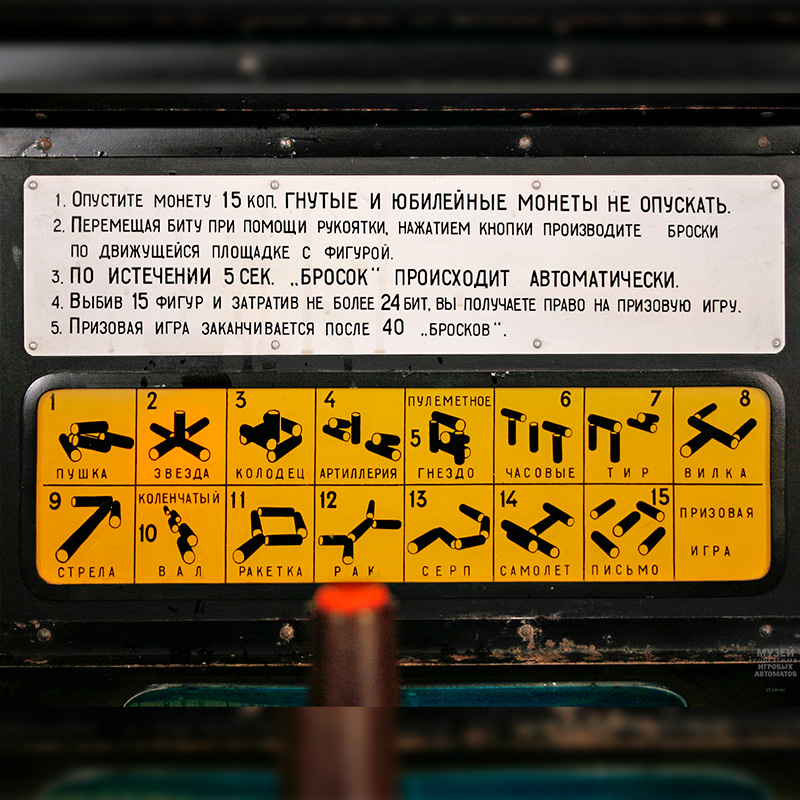 1. Опустите монету 15 коп. ГНУТЫЕ И ЮБИЛЕЙНЫЕ МОНЕТЫ НЕ ОПУСКАТЬ.
2. Перемещая биту при помощи рукоятки, нажатием кнопки производите броски
по движущейся площадке с фигурой.
3. ПО ИСТЕЧЕНИИ 5 СЕК. „БРОСОК“ ПРОИСХОДИТ АВТОМАТИЧЕСКИ.
4. Выбив 15 фигур и затратив не более 24 бит, вы получаете право на призовую игру.
5. Призовая игра заканчивается после 40 „бросков“.
1
ПУШКА
2
ЗВЕЗДА
3
КОЛОДЕЦ
4
АРТИЛЛЕРИЯ
ПУЛЕМЕТНОЕ
5
ГНЕЗДО
6
ЧАСОВЫЕ
7
ТИР
8
ВИЛКА
9
СТРЕЛА
КОЛЕНЧАТЫЙ
10
ВАЛ
11
РАКЕТКА
12
РАК
13
СЕРП
14
САМОЛЕТ
15
ПИСЬМО
ПРИЗОВАЯ
ИГРА
МУЗЕЙ
СОВЕТСКИХ
ИГРОВЫХ
АВТОМАТОВ